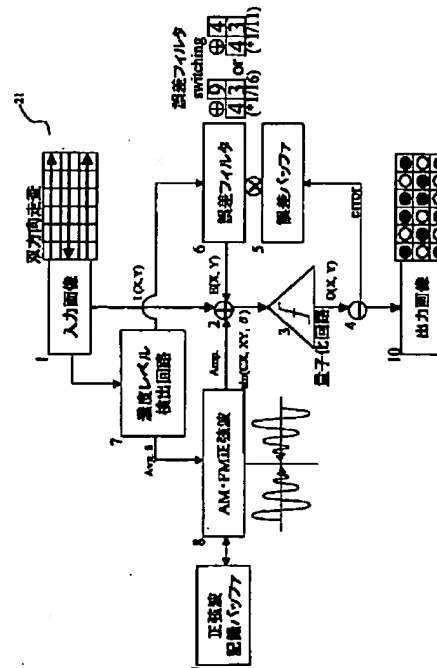 21
双方向走査
1
入力画像
I(X,Y)
7
濃度レベル
検出回路
Avg. 8
8
AM・FM正弦波
正弦波
記録バッファ
Amp.
sin(CX, XY, θ)
2
E(X,Y)
6
誤差フィルタ
5
誤差バッファ
誤差フィルタ
switching
⊕ 9
4 3
(*1/16)
or
⊕ 4
4 3
(*1/11)
3
量子化回路
O(X,Y)
4
error
10
出力画像